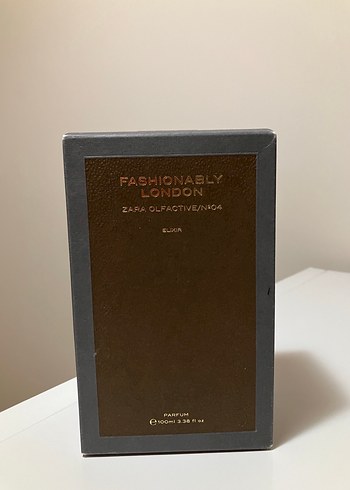 FASHIONABLY
LONDON
ZARA OLFACTIVE/Nº04
ELIXIR
PARFUM
℮100ml 3.38 fl oz